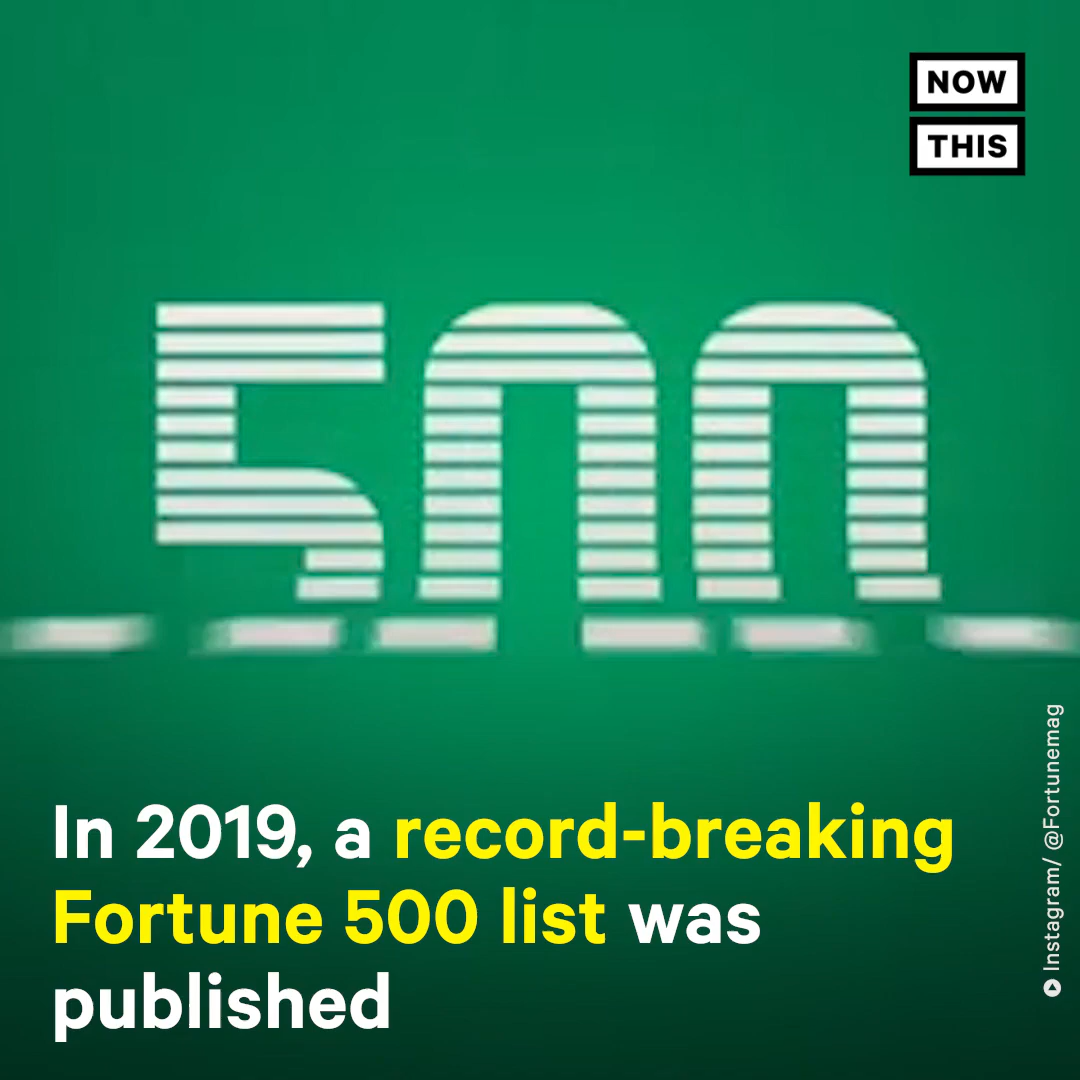 NOW
THIS
500
In 2019, a record-breaking
Fortune 500 list was
published
Instagram/ @Fortunemag